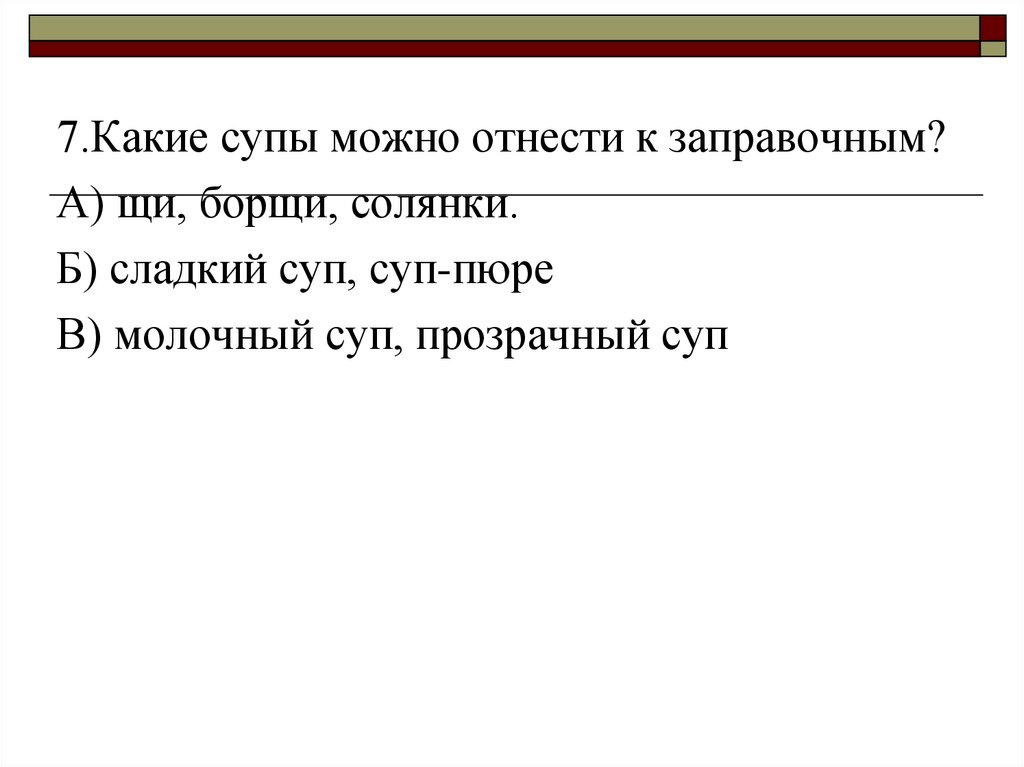 7.Какие супы можно отнести к заправочным?
А) щи, борщи, солянки.
Б) сладкий суп, суп-пюре
В) молочный суп, прозрачный суп